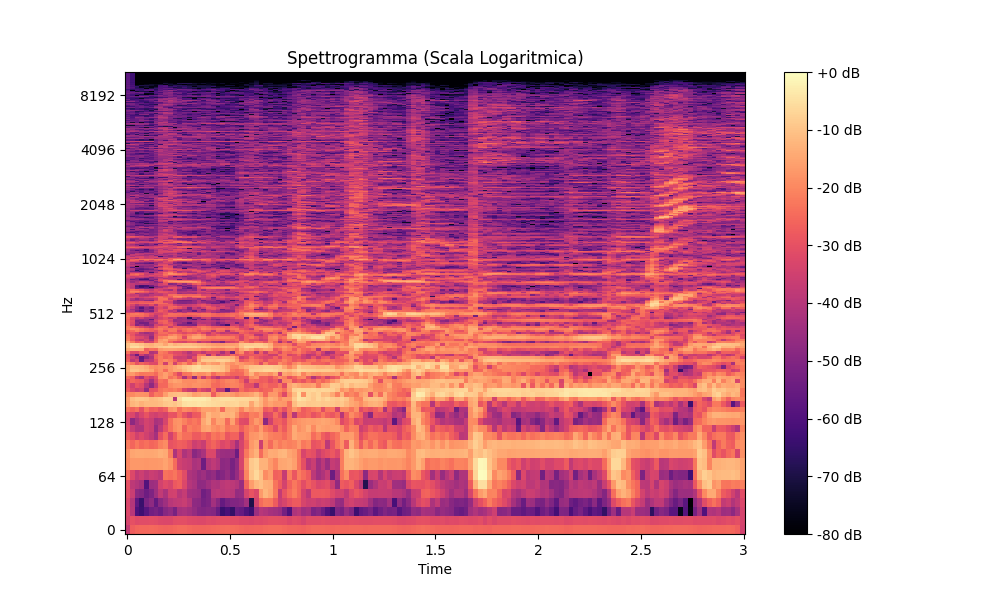 Spettrogramma (Scala Logaritmica)
Hz
8192
4096
2048
1024
512
256
128
64
0
0 0.5 1 1.5 2 2.5 3
Time
+0 dB
-10 dB
-20 dB
-30 dB
-40 dB
-50 dB
-60 dB
-70 dB
-80 dB